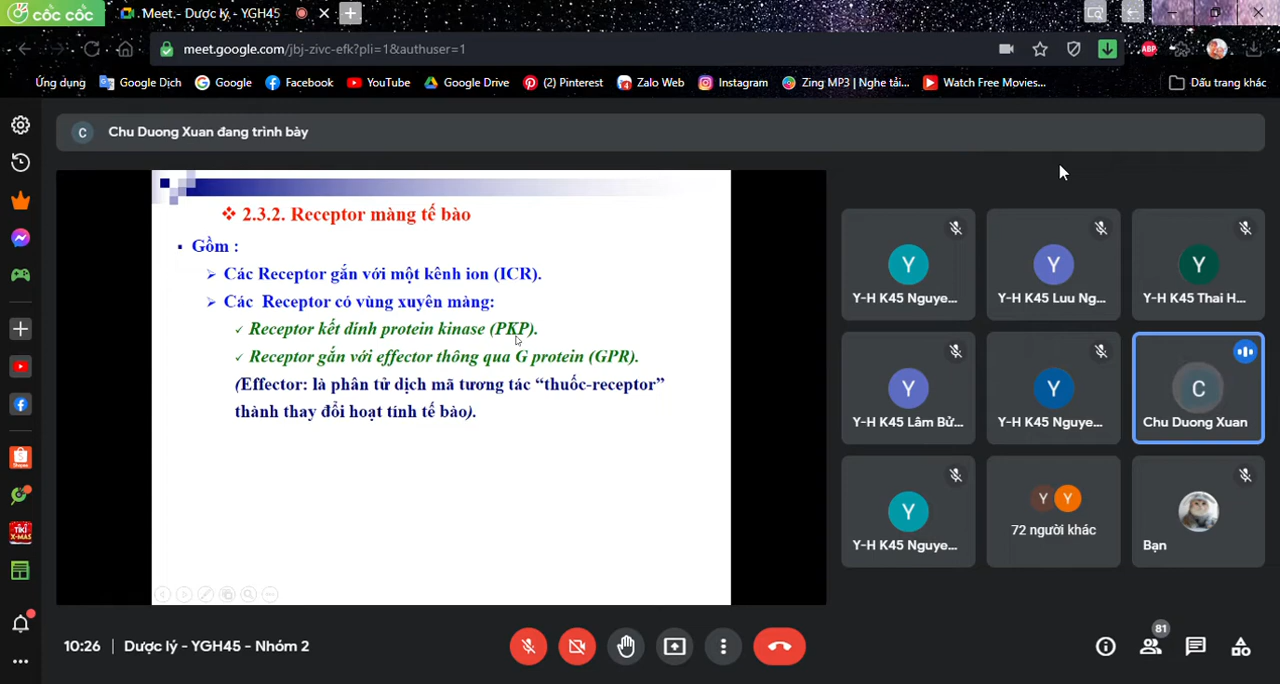 cốc cốc
Meet - Dược lý - YGH45
meet.google.com/jbj-zivc-efk?pli=1&authuser=1
ABP
Ứng dụng
Google Dịch
Google
Facebook
YouTube
Google Drive
(2) Pinterest
Zalo Web
Instagram
Zing MP3 | Nghe tải...
Watch Free Movies...
Dấu trang khác
C
Chu Duong Xuan đang trình bày
❖ 2.3.2. Receptor màng tế bào
▪ Gồm :
➢ Các Receptor gắn với một kênh ion (ICR).
➢ Các Receptor có vùng xuyên màng:
✓ Receptor kết dính protein kinase (PKP).
✓ Receptor gắn với effector thông qua G protein (GPR).
(Effector: là phân tử dịch mã tương tác “thuốc-receptor”
thành thay đổi hoạt tính tế bào).
Y
Y-H K45 Nguye...
Y
Y-H K45 Luu Ng...
Y
Y-H K45 Thai H...
Y
Y-H K45 Lâm Bử...
Y
Y-H K45 Nguye...
C
Chu Duong Xuan
Y
Y-H K45 Nguye...
Y Y
72 người khác
Bạn
Shopee
TIKI
X-MAS
10:26
Dược lý - YGH45 - Nhóm 2
81